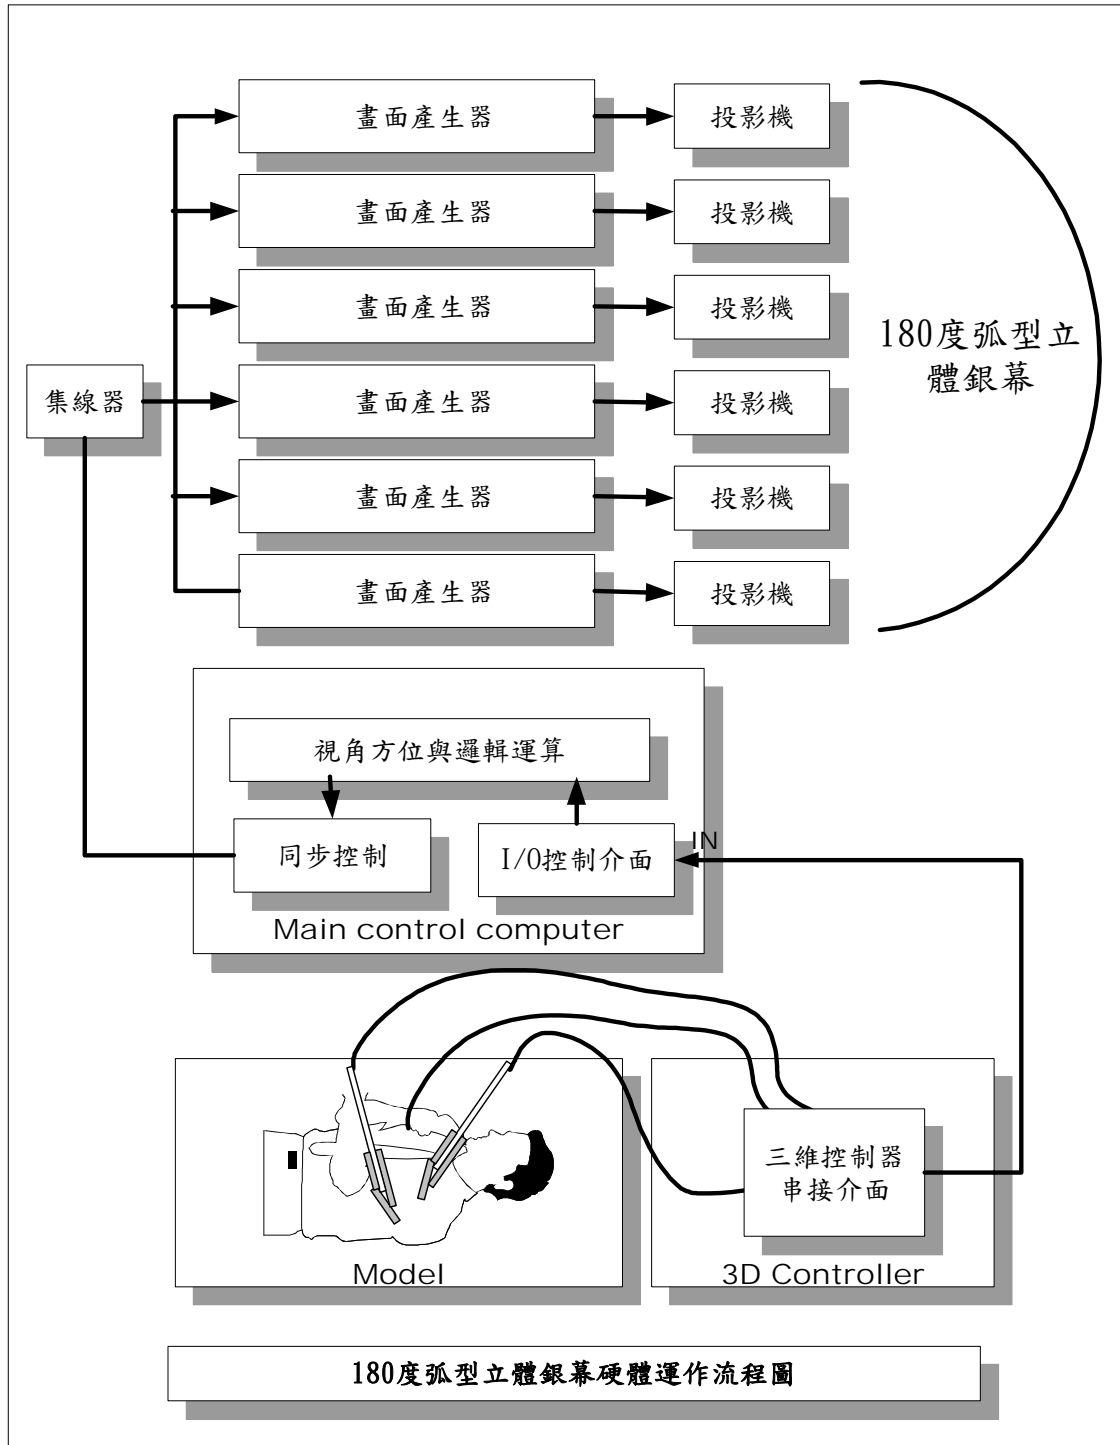 畫面產生器
投影機
畫面產生器
投影機
畫面產生器
投影機
180度弧型立
體銀幕
集線器
畫面產生器
投影機
畫面產生器
投影機
畫面產生器
投影機
視角方位與邏輯運算
同步控制
I/O控制介面
IN
Main control computer
三維控制器
串接介面
Model
3D Controller
180度弧型立體銀幕硬體運作流程圖